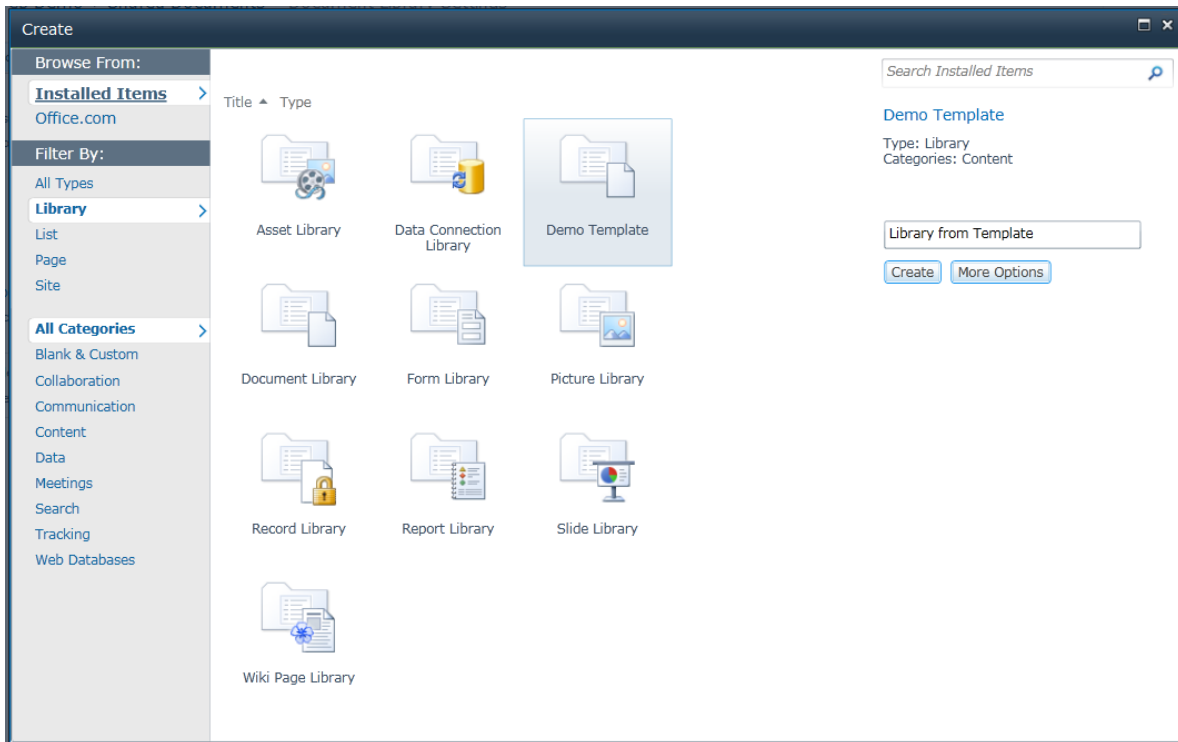 Create
Browse From:
Installed Items
Office.com
Filter By:
All Types
Library
List
Page
Site
All Categories
Blank & Custom
Collaboration
Communication
Content
Data
Meetings
Search
Tracking
Web Databases
Title Type
Asset Library
Data Connection
Library
Demo Template
Document Library
Form Library
Picture Library
Record Library
Report Library
Slide Library
Wiki Page Library
Search Installed Items
Demo Template
Type: Library
Categories: Content
Library from Template
Create More Options